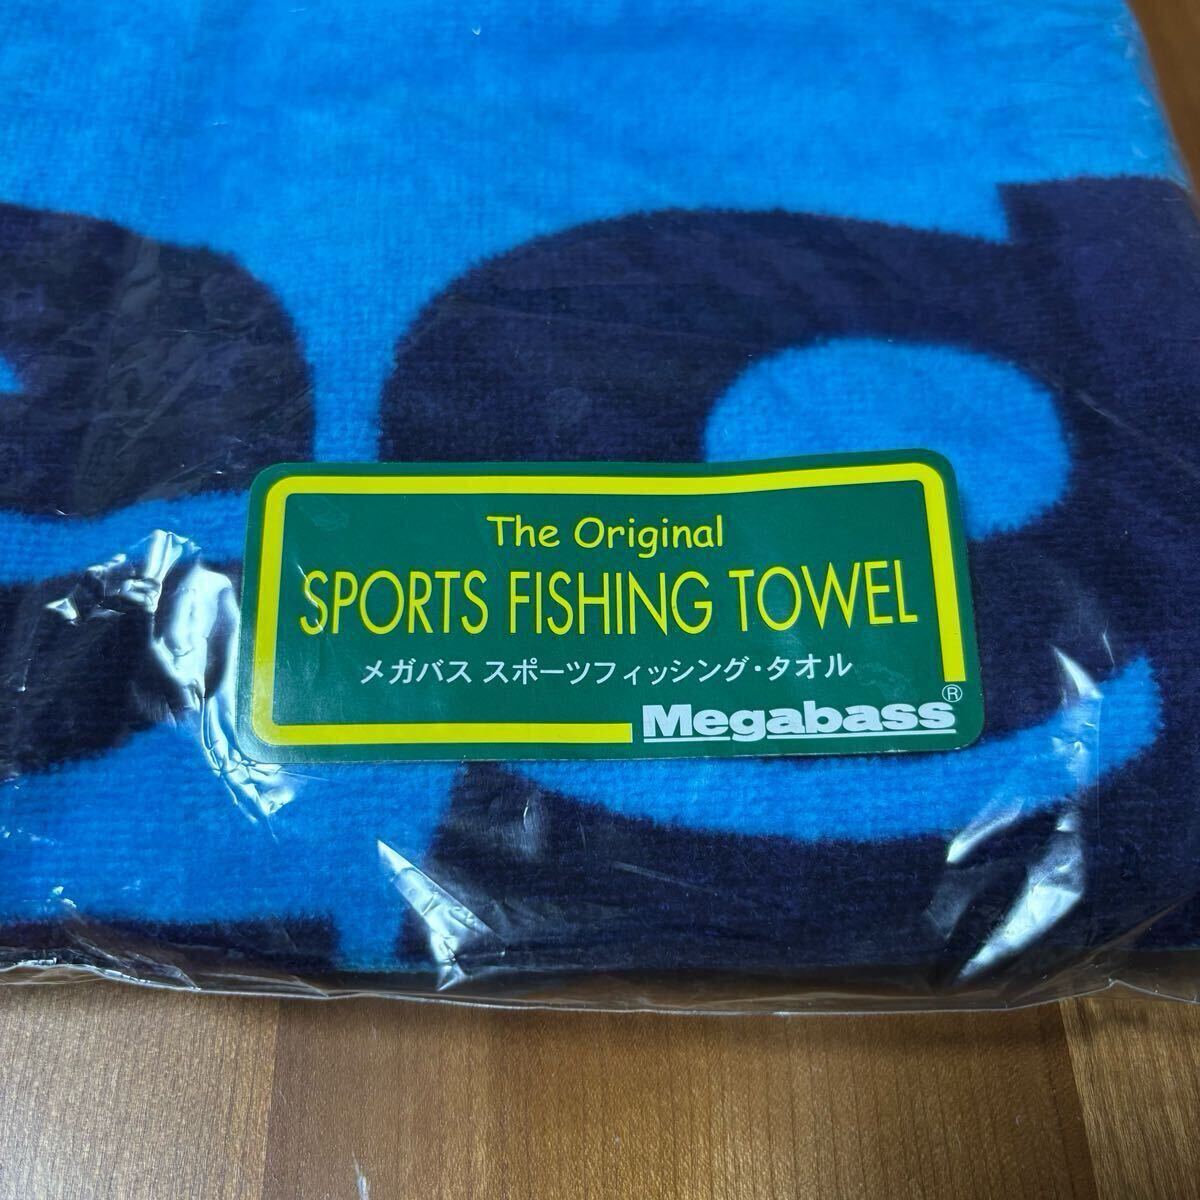 The Original
SPORTS FISHING TOWEL
メガバス スポーツフィッシング・タオル
Megabass®